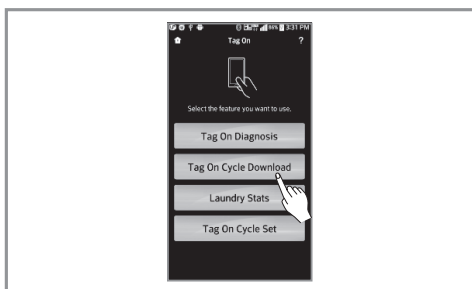 99% 3:31 PM
Tag On ?
Select the feature you want to use.
Tag On Diagnosis
Tag On Cycle Download
Laundry Stats
Tag On Cycle Set